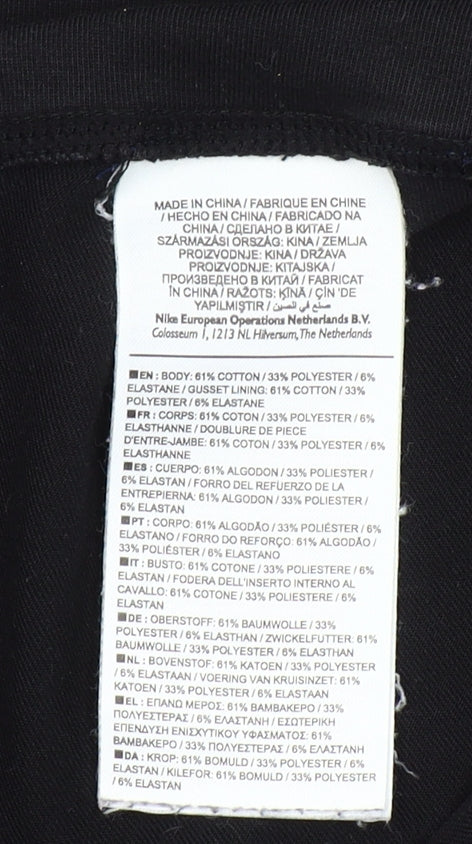 MADE IN CHINA / FABRIQUE EN CHINE
/ HECHO EN CHINA / FABRICADO NA
CHINA / СДЕЛАНО В КИТАЕ /
SZÁRMAZÁSI ORSZÁG: KINA / ZEMLJA
PROIZVODNJE: KINA / DRŽAVA
PROIZVODNJE: KITAJSKA /
ПРОИЗВЕДЕНО В КИТАЙ / FABRICAT
ÎN CHINA / RAŽOTS: ĶĪNĀ / ÇİN 'DE
YAPILMIŞTIR / صنع في الصين
Nike European Operations Netherlands B.V.
Colosseum 1, 1213 NL Hilversum, The Netherlands
■EN : BODY: 61% COTTON / 33% POLYESTER / 6%
ELASTANE / GUSSET LINING: 61% COTTON / 33%
POLYESTER / 6% ELASTANE
■FR : CORPS: 61% COTON / 33% POLYESTER / 6%
ELASTHANNE / DOUBLURE DE PIECE
D'ENTRE-JAMBE: 61% COTON / 33% POLYESTER / 6%
ELASTHANNE
■ES : CUERPO: 61% ALGODON / 33% POLIESTER /
6% ELASTAN / FORRO DEL REFUERZO DE LA
ENTREPIERNA: 61% ALGODON / 33% POLIESTER /
6% ELASTAN
■PT : CORPO: 61% ALGODÃO / 33% POLIÉSTER / 6%
ELASTANO / FORRO DO REFORÇO: 61% ALGODÃO /
33% POLIÉSTER / 6% ELASTANO
■IT : BUSTO: 61% COTONE / 33% POLIESTERE / 6%
ELASTAN / FODERA DELL'INSERTO INTERNO AL
CAVALLO: 61% COTONE / 33% POLIESTERE / 6%
ELASTAN
■DE : OBERSTOFF: 61% BAUMWOLLE / 33%
POLYESTER / 6% ELASTHAN / ZWICKELFUTTER: 61%
BAUMWOLLE / 33% POLYESTER / 6% ELASTHAN
■NL : BOVENSTOF: 61% KATOEN / 33% POLYESTER
/ 6% ELASTAAN / VOERING VAN KRUISINZET: 61%
KATOEN / 33% POLYESTER / 6% ELASTAAN
■EL : ΕΠΑΝΩ ΜΕΡΟΣ: 61% ΒΑΜΒΑΚΕΡΟ / 33%
ΠΟΛΥΕΣΤΕΡΑΣ / 6% ΕΛΑΣΤΑΝΗ / ΕΣΩΤΕΡΙΚΗ
ΕΠΕΝΔΥΣΗ ΕΝΙΣΧΥΤΙΚΟΥ ΥΦΑΣΜΑΤΟΣ: 61%
ΒΑΜΒΑΚΕΡΟ / 33% ΠΟΛΥΕΣΤΕΡΑΣ / 6% ΕΛΑΣΤΑΝΗ
■DA : KROP: 61% BOMULD / 33% POLYESTER / 6%
ELASTAN / KILEFOR: 61% BOMULD / 33% POLYESTER
/ 6% ELASTAN